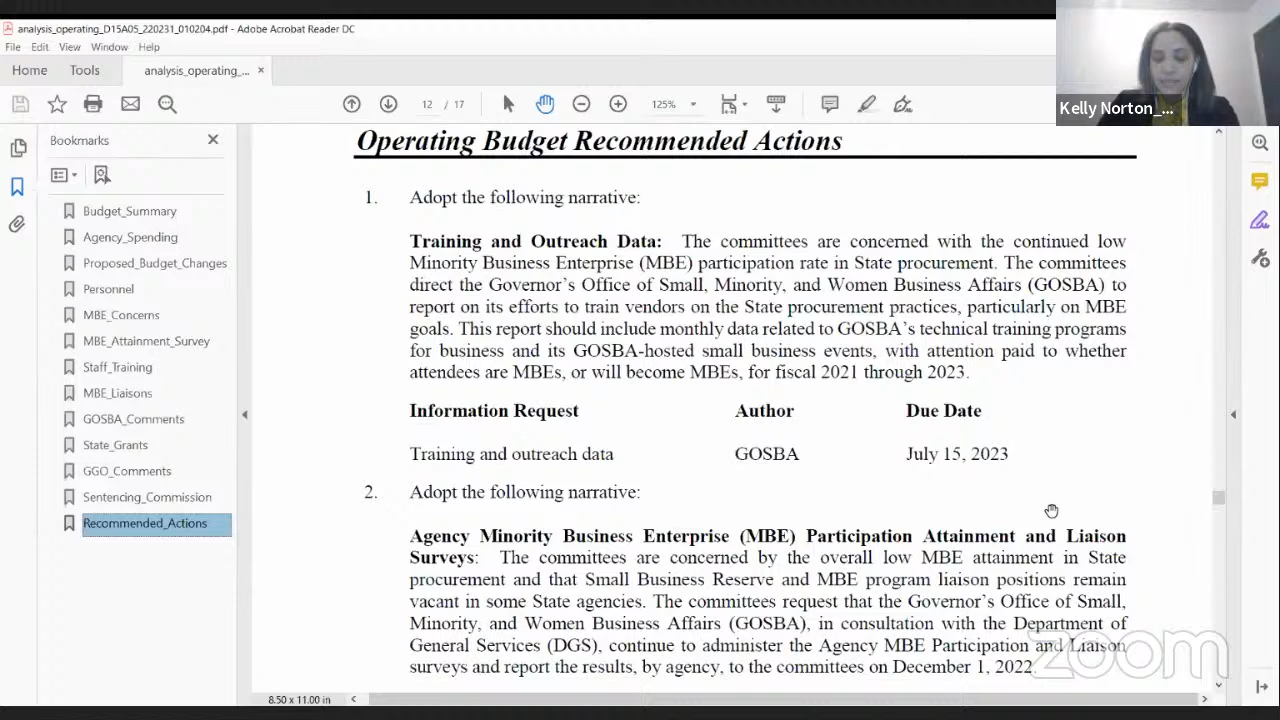 analysis_operating_D15A05_220231_010204.pdf - Adobe Acrobat Reader DC
File Edit View Window Help
Home Tools analysis_operating_... ×
12 / 17 125%
Kelly Norton_...
Bookmarks
Budget_Summary
Agency_Spending
Proposed_Budget_Changes
Personnel
MBE_Concerns
MBE_Attainment_Survey
Staff_Training
MBE_Liaisons
GOSBA_Comments
State_Grants
GGO_Comments
Sentencing_Commission
Recommended_Actions
Operating Budget Recommended Actions
1. Adopt the following narrative:
Training and Outreach Data: The committees are concerned with the continued low
Minority Business Enterprise (MBE) participation rate in State procurement. The committees
direct the Governor's Office of Small, Minority, and Women Business Affairs (GOSBA) to
report on its efforts to train vendors on the State procurement practices, particularly on MBE
goals. This report should include monthly data related to GOSBA's technical training programs
for business and its GOSBA-hosted small business events, with attention paid to whether
attendees are MBEs, or will become MBEs, for fiscal 2021 through 2023.
Information Request Author Due Date
Training and outreach data GOSBA July 15, 2023
2. Adopt the following narrative:
Agency Minority Business Enterprise (MBE) Participation Attainment and Liaison
Surveys: The committees are concerned by the overall low MBE attainment in State
procurement and that Small Business Reserve and MBE program liaison positions remain
vacant in some State agencies. The committees request that the Governor's Office of Small,
Minority, and Women Business Affairs (GOSBA), in consultation with the Department of
General Services (DGS), continue to administer the Agency MBE Participation and Liaison
surveys and report the results, by agency, to the committees on December 1, 2022.
zoom
8.50 x 11.00 in